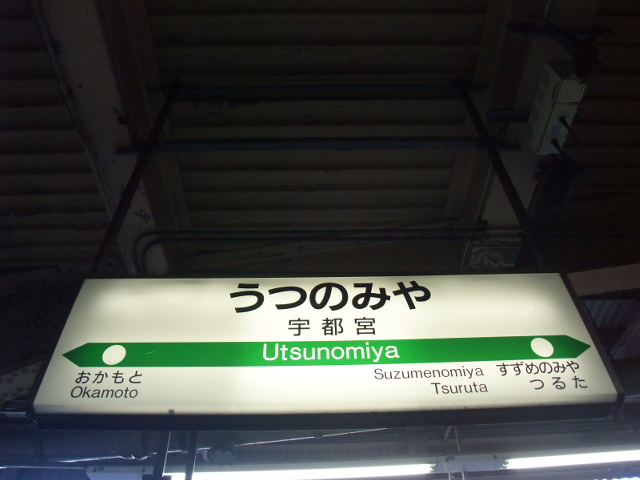 うつのみや
宇都宮
Utsunomiya
おかもと
Okamoto
Suzumenomiya すずめのみや
Tsuruta つるた